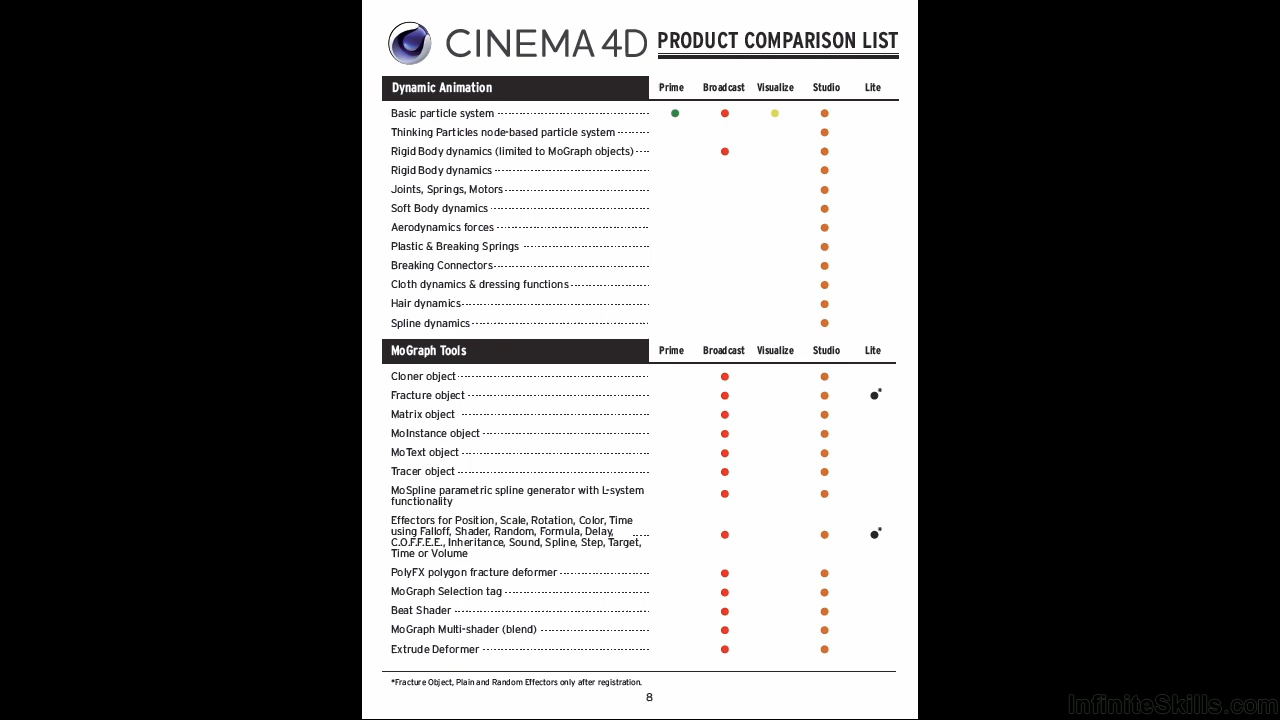 CINEMA 4D PRODUCT COMPARISON LIST
Dynamic Animation Prime Broadcast Visualize Studio Lite
Basic particle system
Thinking Particles node-based particle system
Rigid Body dynamics (limited to MoGraph objects)
Rigid Body dynamics
Joints, Springs, Motors
Soft Body dynamics
Aerodynamics forces
Plastic & Breaking Springs
Breaking Connectors
Cloth dynamics & dressing functions
Hair dynamics
Spline dynamics
MoGraph Tools Prime Broadcast Visualize Studio Lite
Cloner object
Fracture object *
Matrix object
MoInstance object
MoText object
Tracer object
MoSpline parametric spline generator with L-system
functionality
Effectors for Position, Scale, Rotation, Color, Time
using Falloff, Shader, Random, Formula, Delay, *
C.O.F.F.E.E., Inheritance, Sound, Spline, Step, Target,
Time or Volume
PolyFX polygon fracture deformer
MoGraph Selection tag
Beat Shader
MoGraph Multi-shader (blend)
Extrude Deformer
*Fracture Object, Plain and Random Effectors only after registration.
8
InfiniteSkills.com